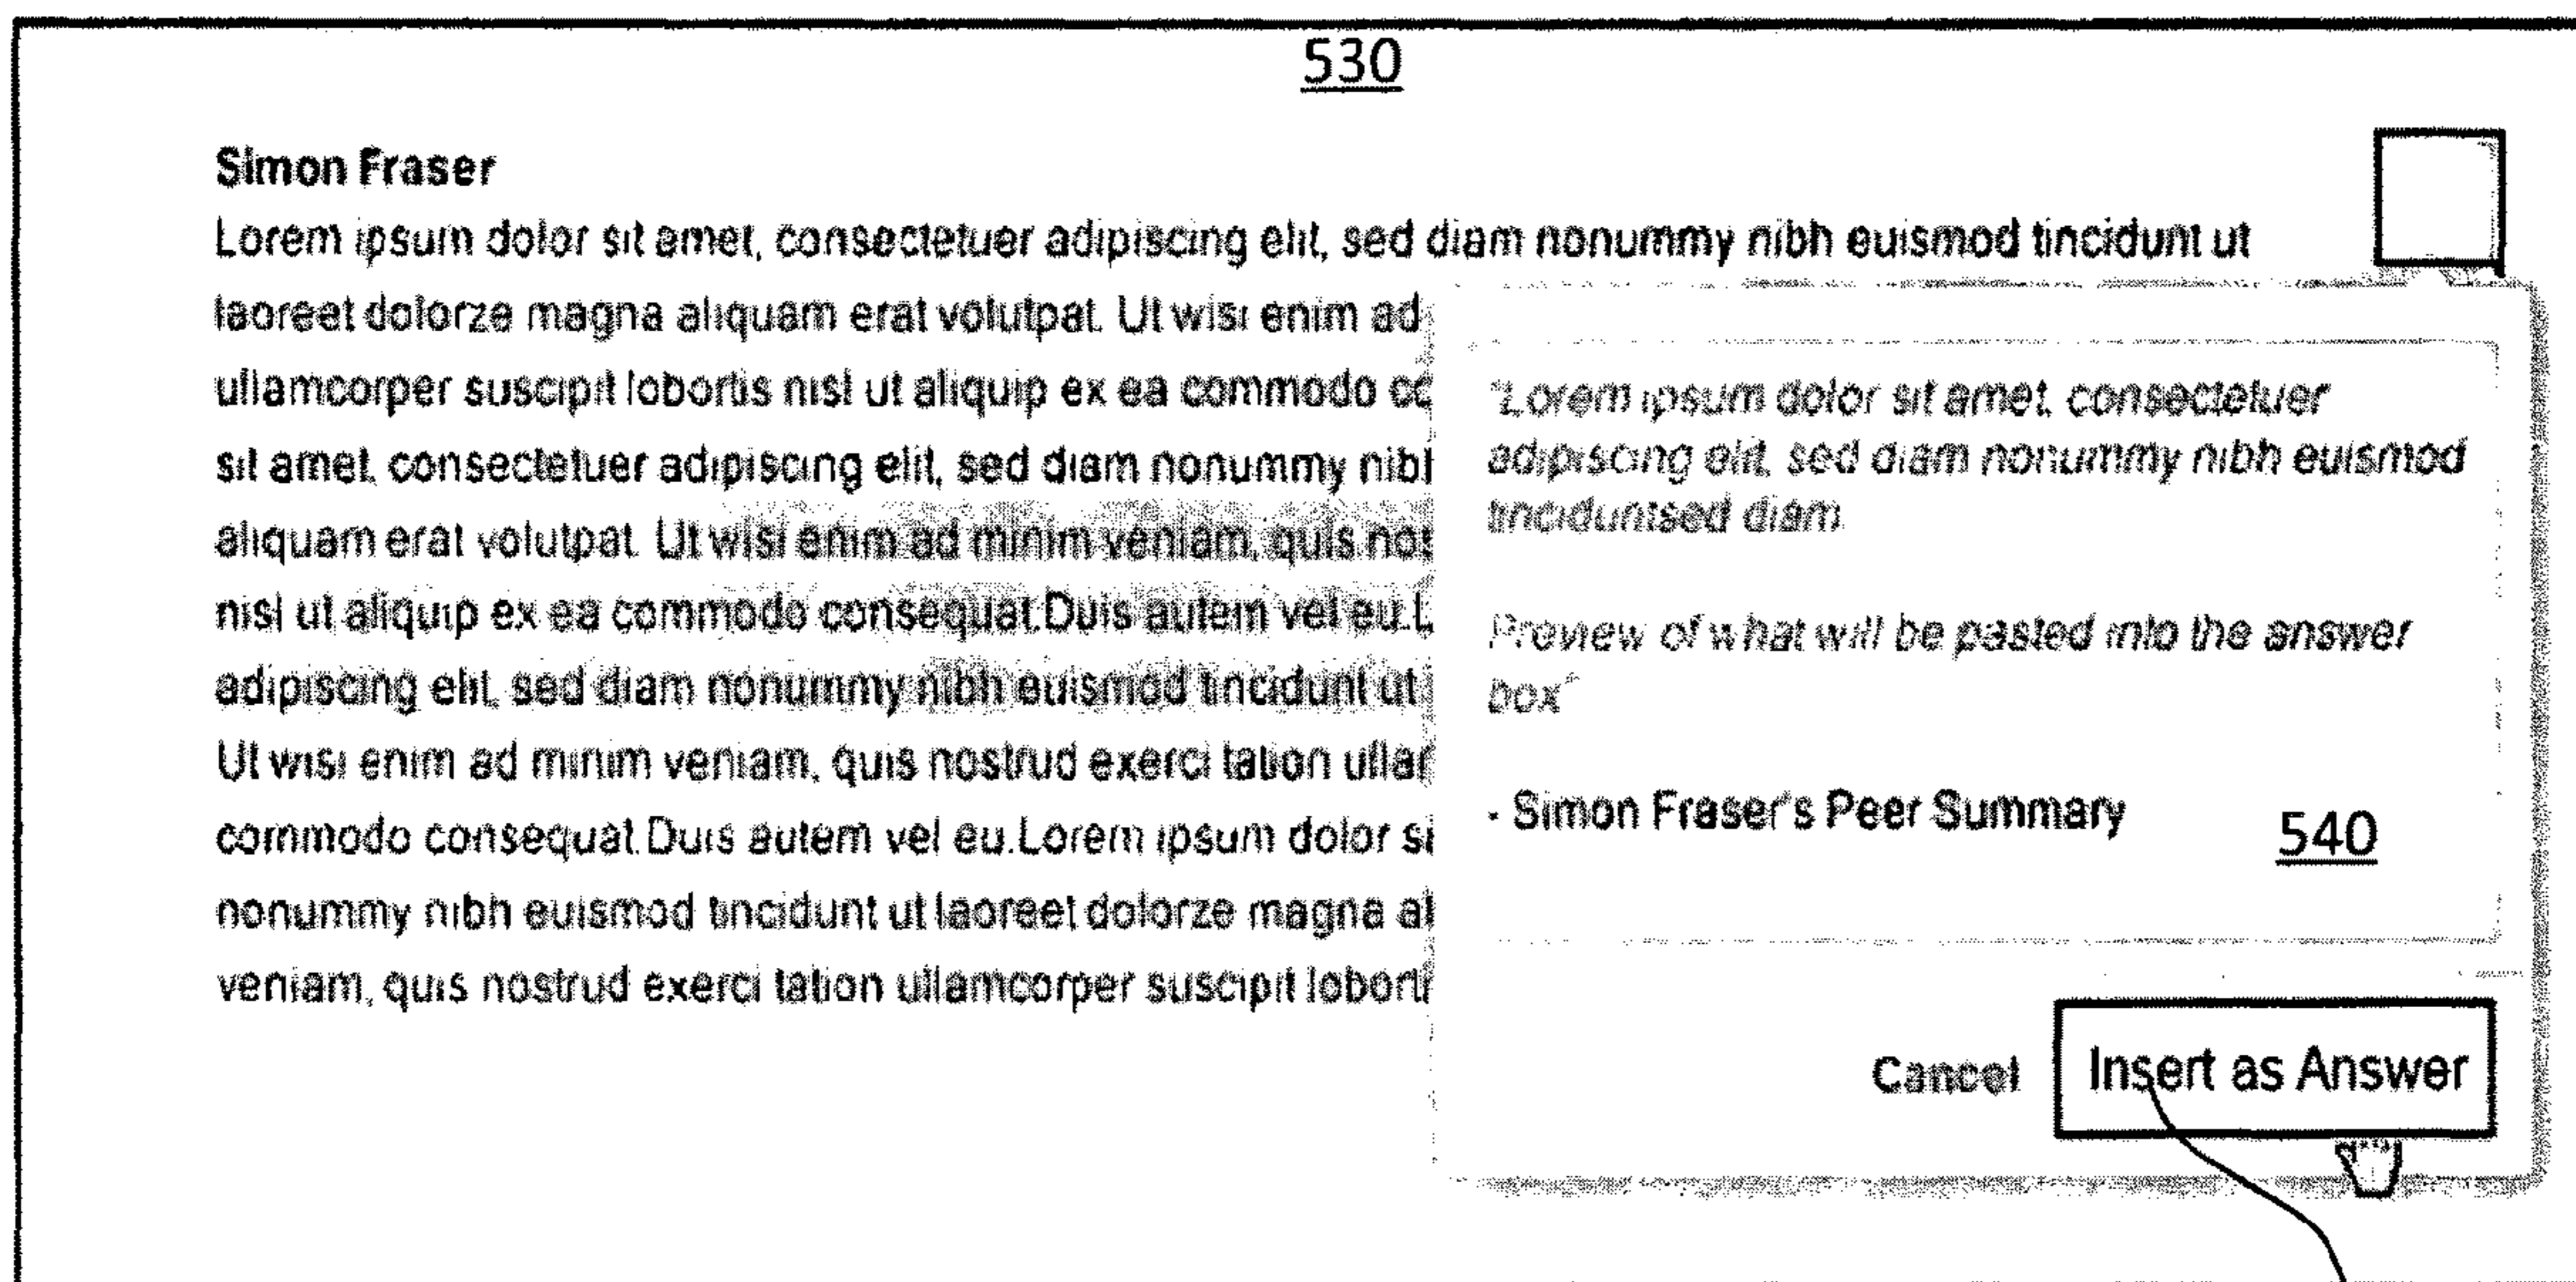 530
Simon Fraser
Lorem ipsum dolor sit amet, consectetuer adipiscing elit, sed diam nonummy nibh euismod tincidunt ut
laoreet dolorze magna aliquam erat volutpat. Ut wisi enim ad
ullamcorper suscipit lobortis nisl ut aliquip ex ea commodo co
sit amet, consectetuer adipiscing elit, sed diam nonummy nibl
aliquam erat volutpat. Ut wisi enim ad minim veniam, quis nos
nisl ut aliquip ex ea commodo consequat.Duis autem vel eu.L
adipiscing elit, sed diam nonummy nibh euismod tincidunt ut
Ut wisi enim ad minim veniam, quis nostrud exerci tation ullar
commodo consequat.Duis autem vel eu.Lorem ipsum dolor si
nonummy nibh euismod tincidunt ut laoreet dolorze magna al
veniam, quis nostrud exerci tation ullamcorper suscipit loborti
"Lorem ipsum dolor sit amet, consectetuer
adipiscing elit, sed diam nonummy nibh euismod
tinciduntsed diam
Preview of what will be pasted into the answer
box"
- Simon Fraser's Peer Summary
540
Cancel
Insert as Answer